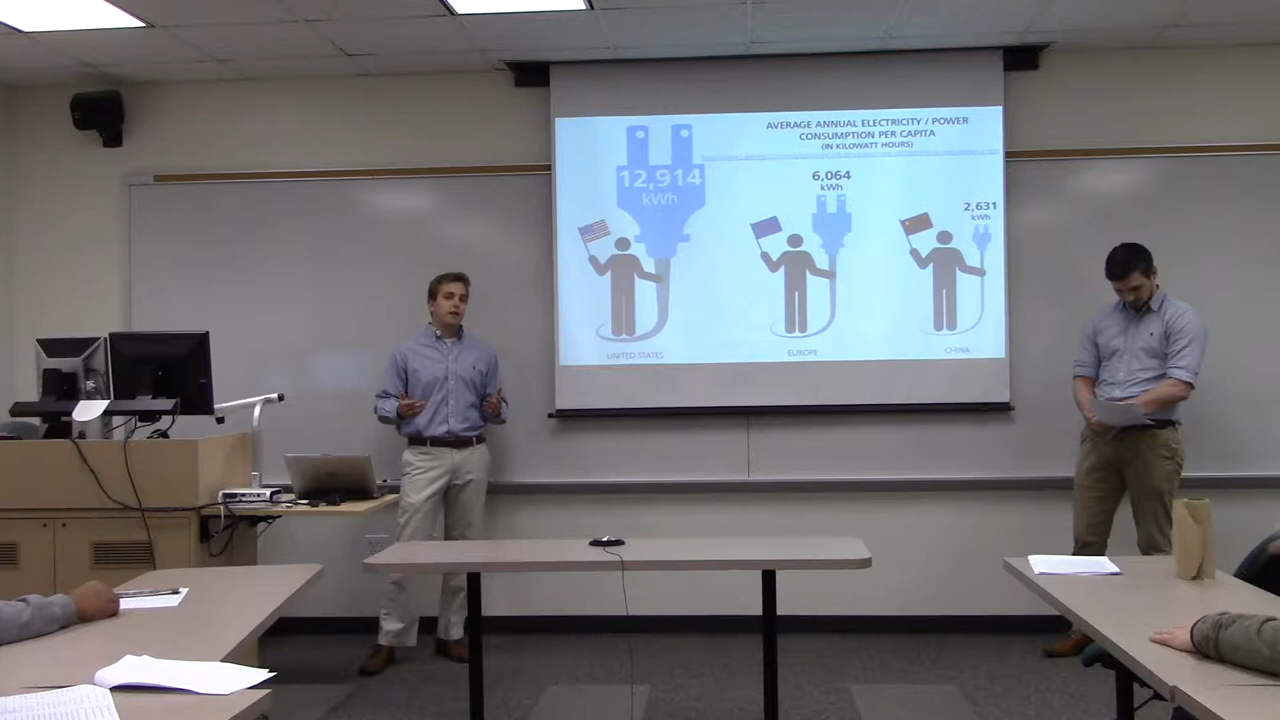 AVERAGE ANNUAL ELECTRICITY / POWER
CONSUMPTION PER CAPITA
(IN KILOWATT HOURS)
12,914
kWh
6,064
kWh
2,631
kWh
UNITED STATES
EUROPE
CHINA